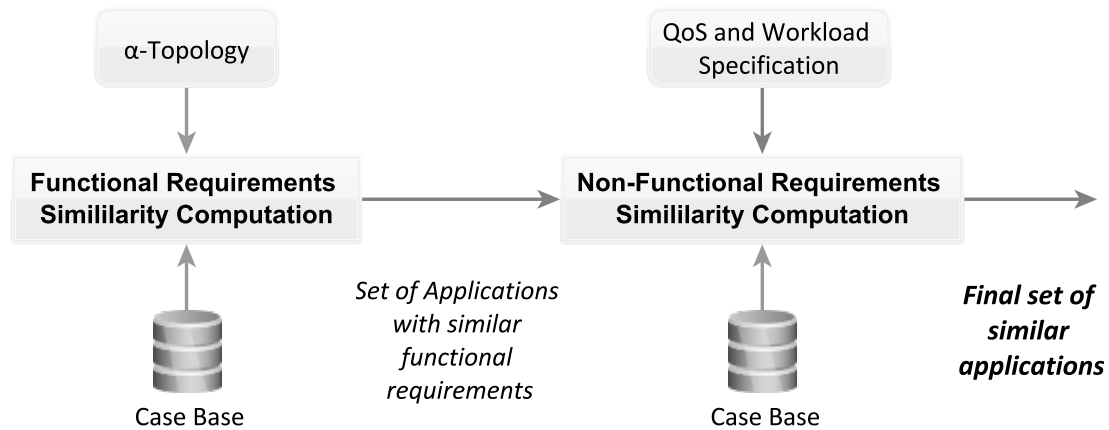 α-Topology
QoS and Workload
Specification
Functional Requirements
Simililarity Computation
Non-Functional Requirements
Simililarity Computation
Set of Applications
with similar
functional
requirements
Final set of
similar
applications
Case Base
Case Base